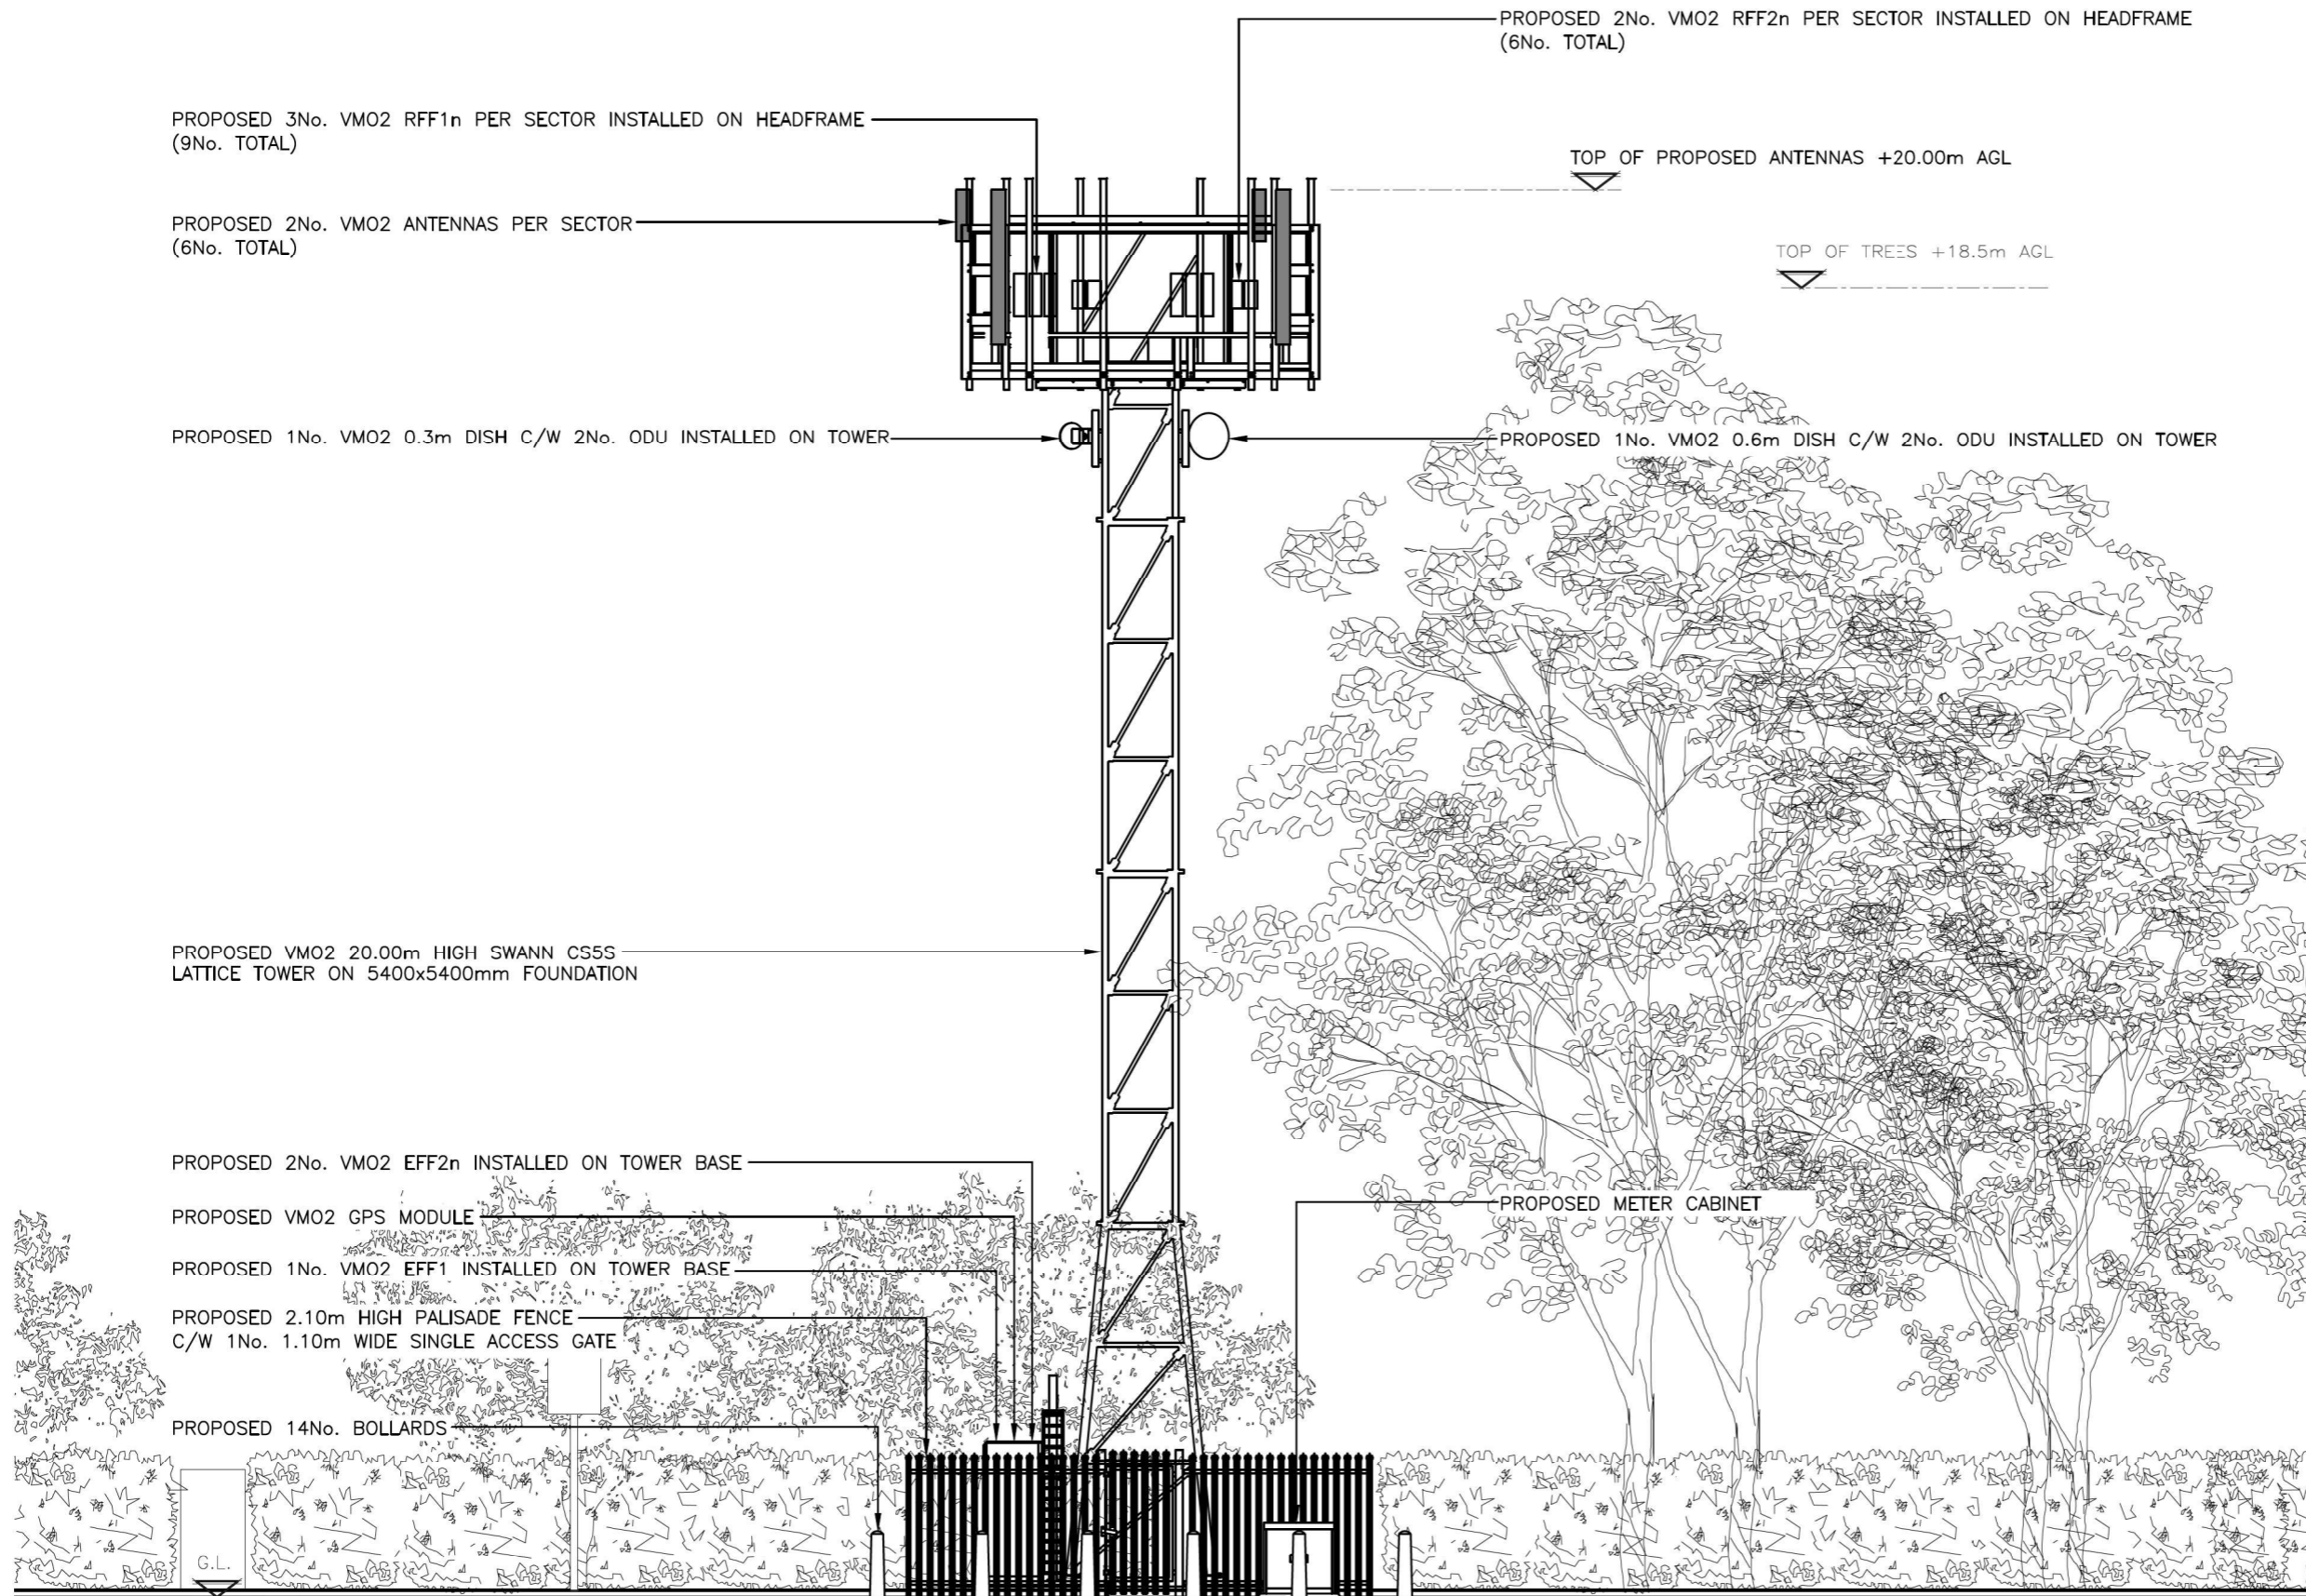 PROPOSED 2No. VMO2 RFF2n PER SECTOR INSTALLED ON HEADFRAME
(6No. TOTAL)
PROPOSED 3No. VMO2 RFF1n PER SECTOR INSTALLED ON HEADFRAME
(9No. TOTAL)
TOP OF PROPOSED ANTENNAS +20.00m AGL
PROPOSED 2No. VMO2 ANTENNAS PER SECTOR
(6No. TOTAL)
TOP OF TREES +18.5m AGL
PROPOSED 1No. VMO2 0.3m DISH C/W 2No. ODU INSTALLED ON TOWER
PROPOSED 1No. VMO2 0.6m DISH C/W 2No. ODU INSTALLED ON TOWER
PROPOSED VMO2 20.00m HIGH SWANN CS5S
LATTICE TOWER ON 5400x5400mm FOUNDATION
PROPOSED 2No. VMO2 EFF2n INSTALLED ON TOWER BASE
PROPOSED METER CABINET
PROPOSED VMO2 GPS MODULE
PROPOSED 1No. VMO2 EFF1 INSTALLED ON TOWER BASE
PROPOSED 2.10m HIGH PALISADE FENCE
C/W 1No. 1.10m WIDE SINGLE ACCESS GATE
PROPOSED 14No. BOLLARDS
G.L.